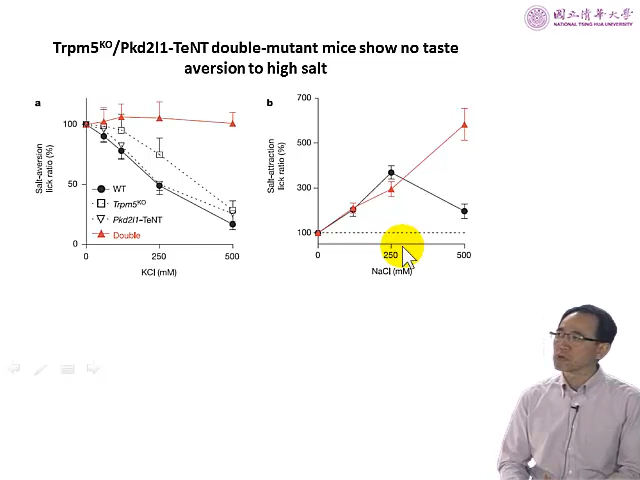 國立清華大學
NATIONAL TSING HUA UNIVERSITY
Trpm5KO/Pkd2l1-TeNT double-mutant mice show no taste
aversion to high salt
a
Salt-aversion
lick ratio (%)
100
50
0
WT
Trpm5KO
Pkd2l1-TeNT
Double
0
125
250
375
500
KCl (mM)
b
Salt-attraction
lick ratio (%)
700
500
300
100
0
250
500
NaCl (mM)